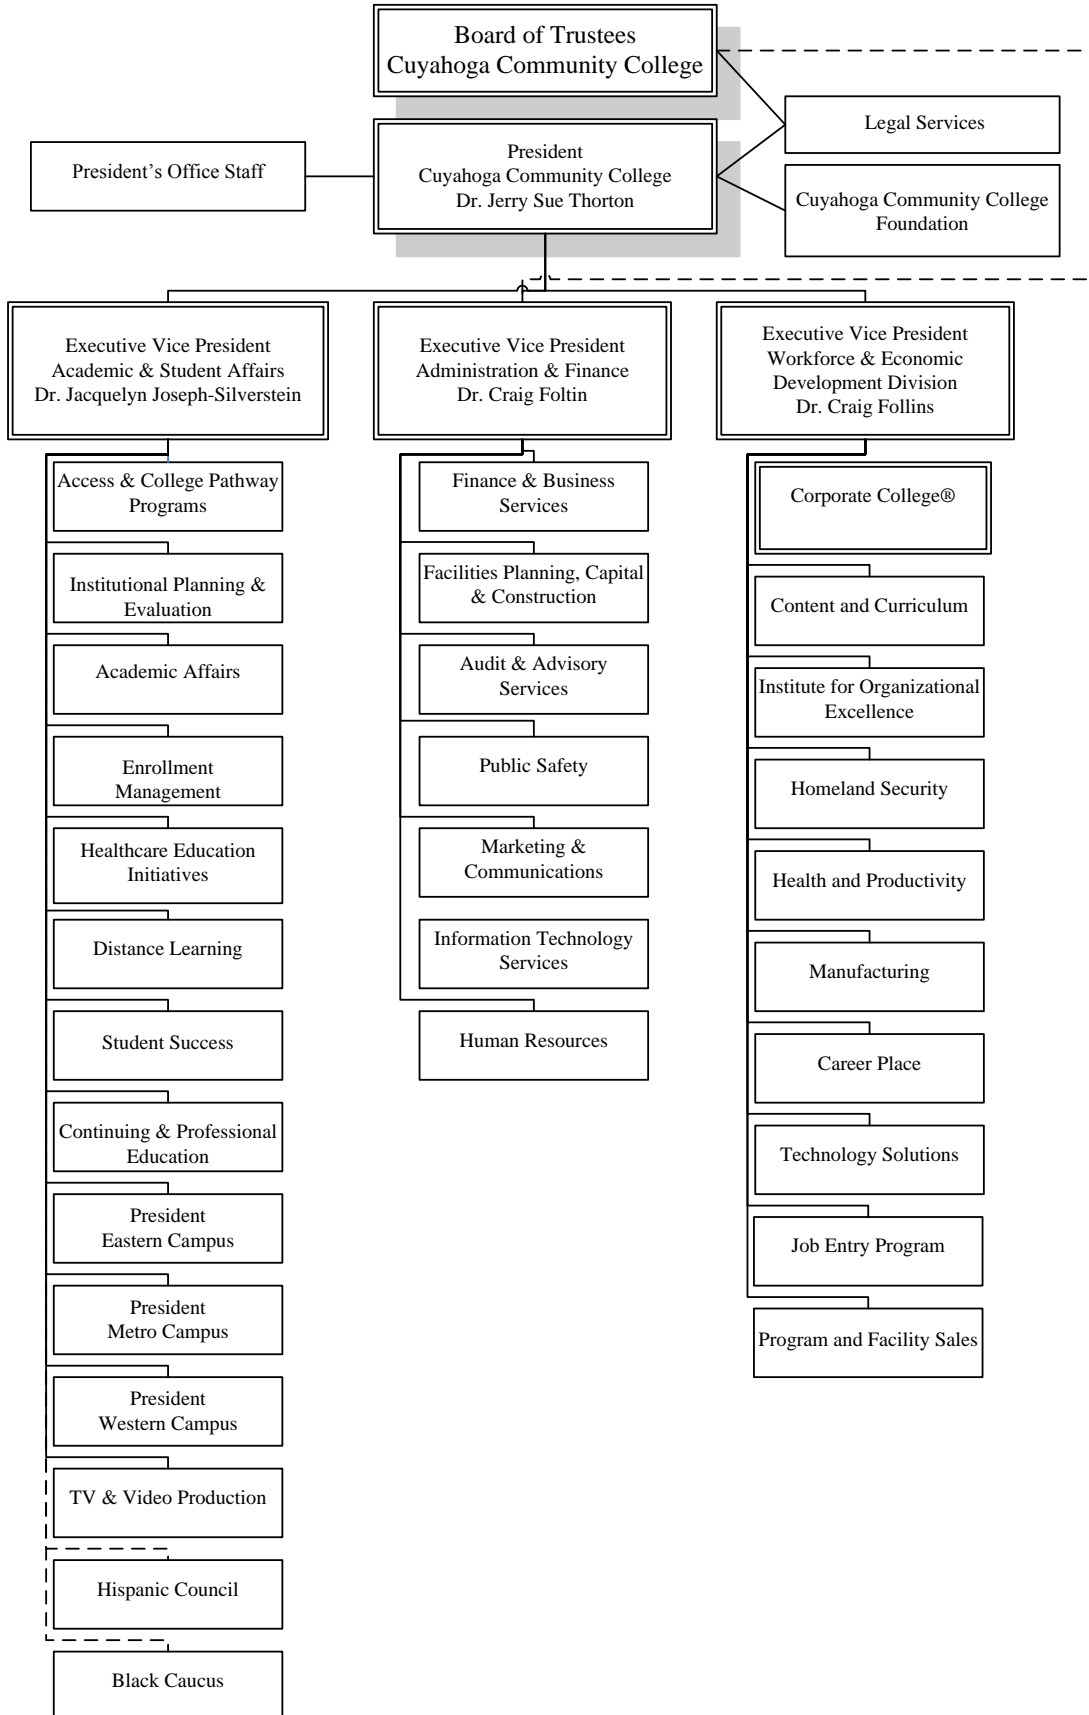 Board of Trustees
Cuyahoga Community College
Legal Services
President's Office Staff
President
Cuyahoga Community College
Dr. Jerry Sue Thorton
Cuyahoga Community College
Foundation
Executive Vice President
Academic & Student Affairs
Dr. Jacquelyn Joseph-Silverstein
Executive Vice President
Administration & Finance
Dr. Craig Foltin
Executive Vice President
Workforce & Economic
Development Division
Dr. Craig Follins
Access & College Pathway
Programs
Institutional Planning &
Evaluation
Academic Affairs
Enrollment
Management
Healthcare Education
Initiatives
Distance Learning
Student Success
Continuing & Professional
Education
President
Eastern Campus
President
Metro Campus
President
Western Campus
TV & Video Production
Hispanic Council
Black Caucus
Finance & Business
Services
Facilities Planning, Capital
& Construction
Audit & Advisory
Services
Public Safety
Marketing &
Communications
Information Technology
Services
Human Resources
Corporate College®
Content and Curriculum
Institute for Organizational
Excellence
Homeland Security
Health and Productivity
Manufacturing
Career Place
Technology Solutions
Job Entry Program
Program and Facility Sales